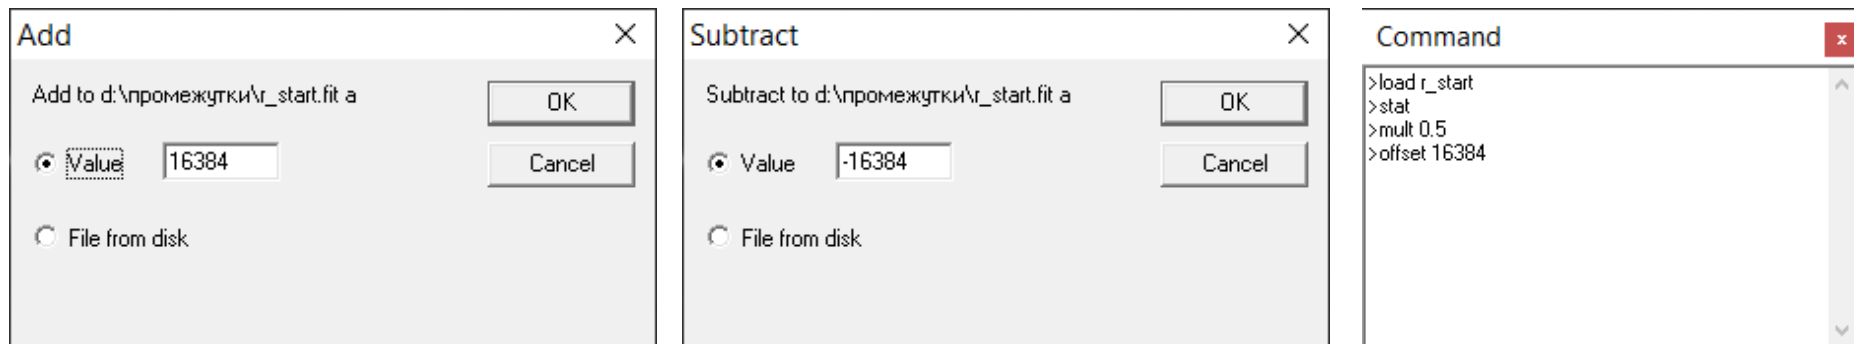 Add
Add to d:\промежутки\r_start.fit a
OK
Value
16384
Cancel
File from disk
Subtract
Subtract to d:\промежутки\r_start.fit a
OK
Value
-16384
Cancel
File from disk
Command
>load r_start
>stat
>mult 0.5
>offset 16384